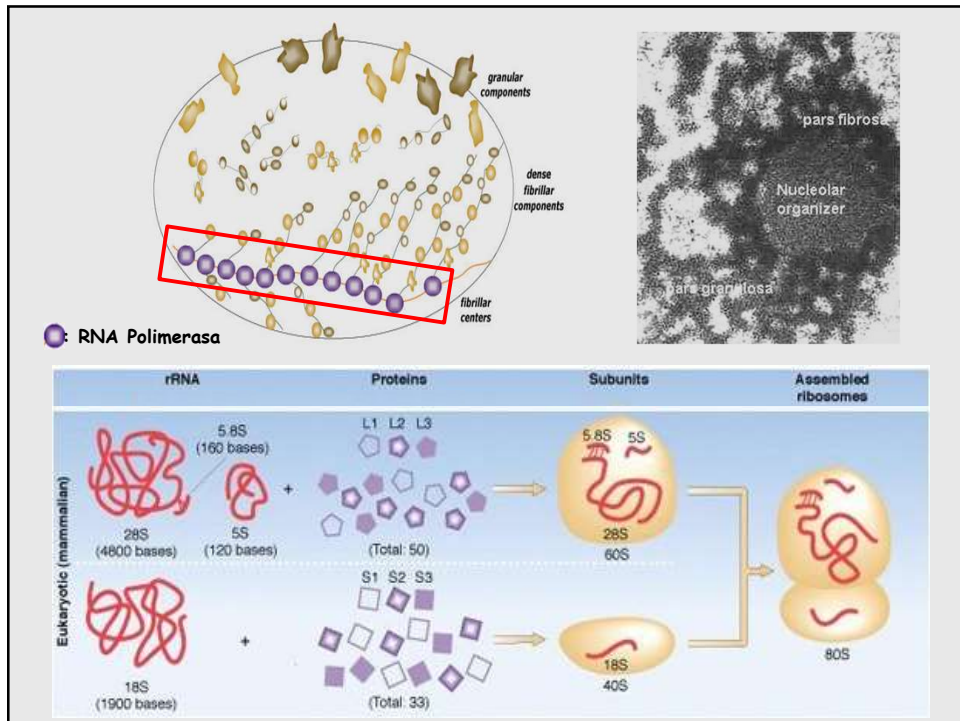 granular
components
dense
fibrillar
components
fibrillar
centers
: RNA Polimerasa
pars fibrosa
Nucleolar
organizer
pars granulosa
rRNA
Proteins
Subunits
Assembled
ribosomes
Eukaryotic (mammalian)
5.8S
(160 bases)
28S
(4800 bases)
5S
(120 bases)
+
L1 L2 L3
(Total: 50)
5.8S 5S
28S
60S
18S
(1900 bases)
+
S1 S2 S3
(Total: 33)
18S
40S
80S